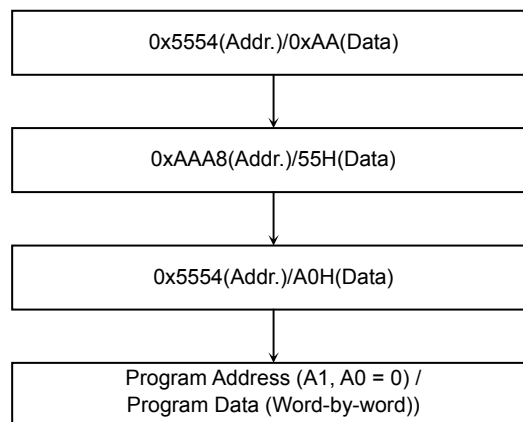 0x5554(Addr.)/0xAA(Data)
0xAAA8(Addr.)/55H(Data)
0x5554(Addr.)/A0H(Data)
Program Address (A1, A0 = 0) /
Program Data (Word-by-word))